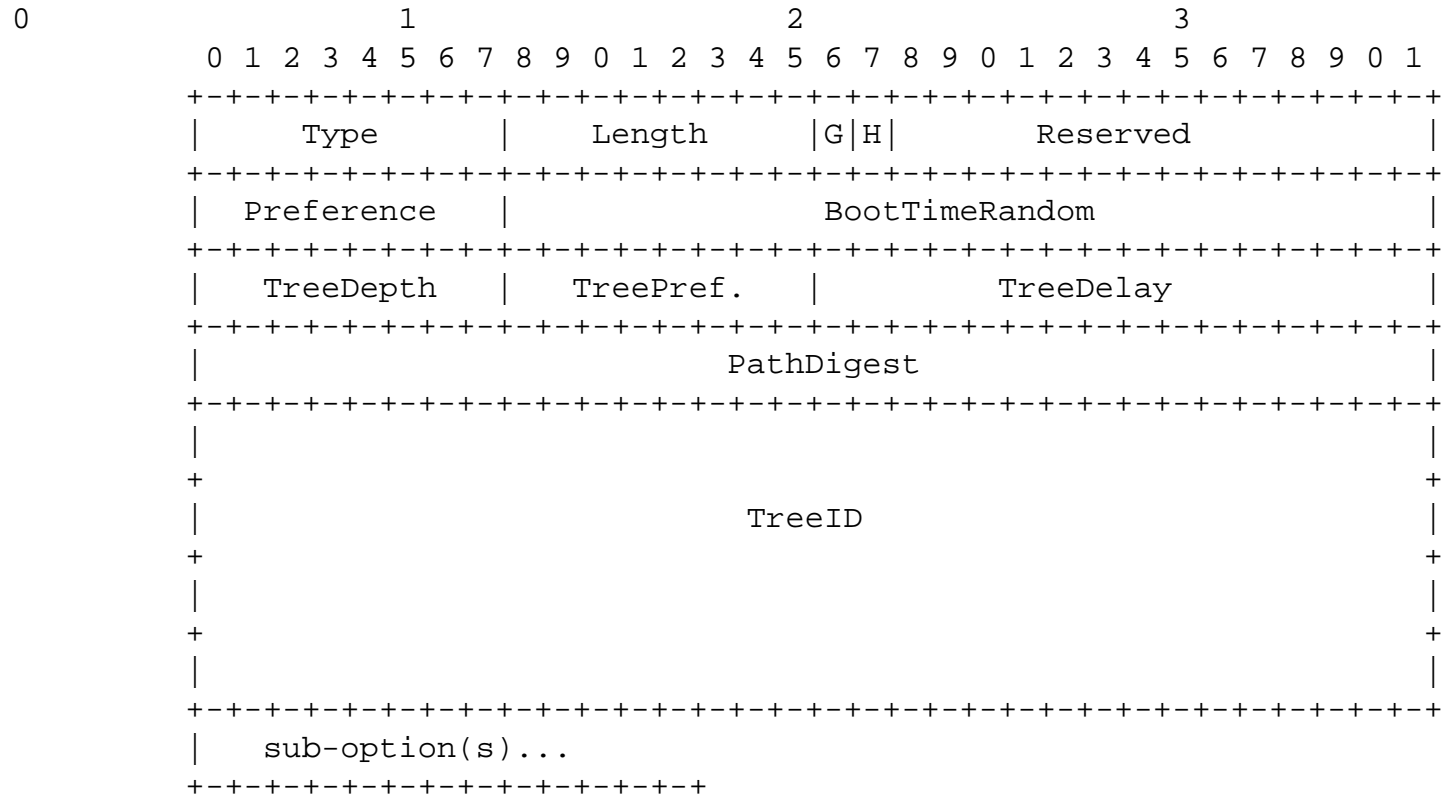 0                   1                   2                   3
 0 1 2 3 4 5 6 7 8 9 0 1 2 3 4 5 6 7 8 9 0 1 2 3 4 5 6 7 8 9 0 1
+-+-+-+-+-+-+-+-+-+-+-+-+-+-+-+-+-+-+-+-+-+-+-+-+-+-+-+-+-+-+-+-+
|     Type      |    Length     |G|H|       Reserved            |
+-+-+-+-+-+-+-+-+-+-+-+-+-+-+-+-+-+-+-+-+-+-+-+-+-+-+-+-+-+-+-+-+
|  Preference   |                BootTimeRandom                 |
+-+-+-+-+-+-+-+-+-+-+-+-+-+-+-+-+-+-+-+-+-+-+-+-+-+-+-+-+-+-+-+-+
|   TreeDepth   |   TreePref.   |         TreeDelay             |
+-+-+-+-+-+-+-+-+-+-+-+-+-+-+-+-+-+-+-+-+-+-+-+-+-+-+-+-+-+-+-+-+
|                           PathDigest                          |
+-+-+-+-+-+-+-+-+-+-+-+-+-+-+-+-+-+-+-+-+-+-+-+-+-+-+-+-+-+-+-+-+
|                                                               |
+                                                               +
|                            TreeID                             |
+                                                               +
|                                                               |
+                                                               +
|                                                               |
+-+-+-+-+-+-+-+-+-+-+-+-+-+-+-+-+-+-+-+-+-+-+-+-+-+-+-+-+-+-+-+-+
|   sub-option(s)...
+-+-+-+-+-+-+-+-+-+-+-+-+-+